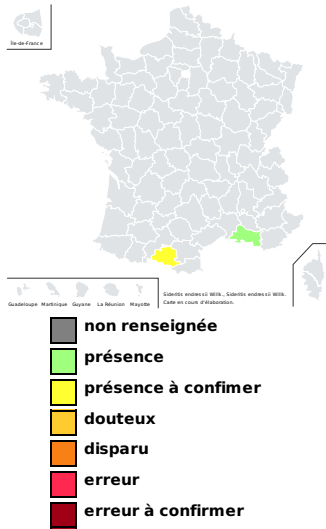 Île-de-France
Guadeloupe Martinique Guyane La Réunion Mayotte
Sideritis endressii Willk., Sideritis endressii Willk.
Carte en cours d'élaboration.
non renseignée
présence
présence à confimer
douteux
disparu
erreur
erreur à confirmer